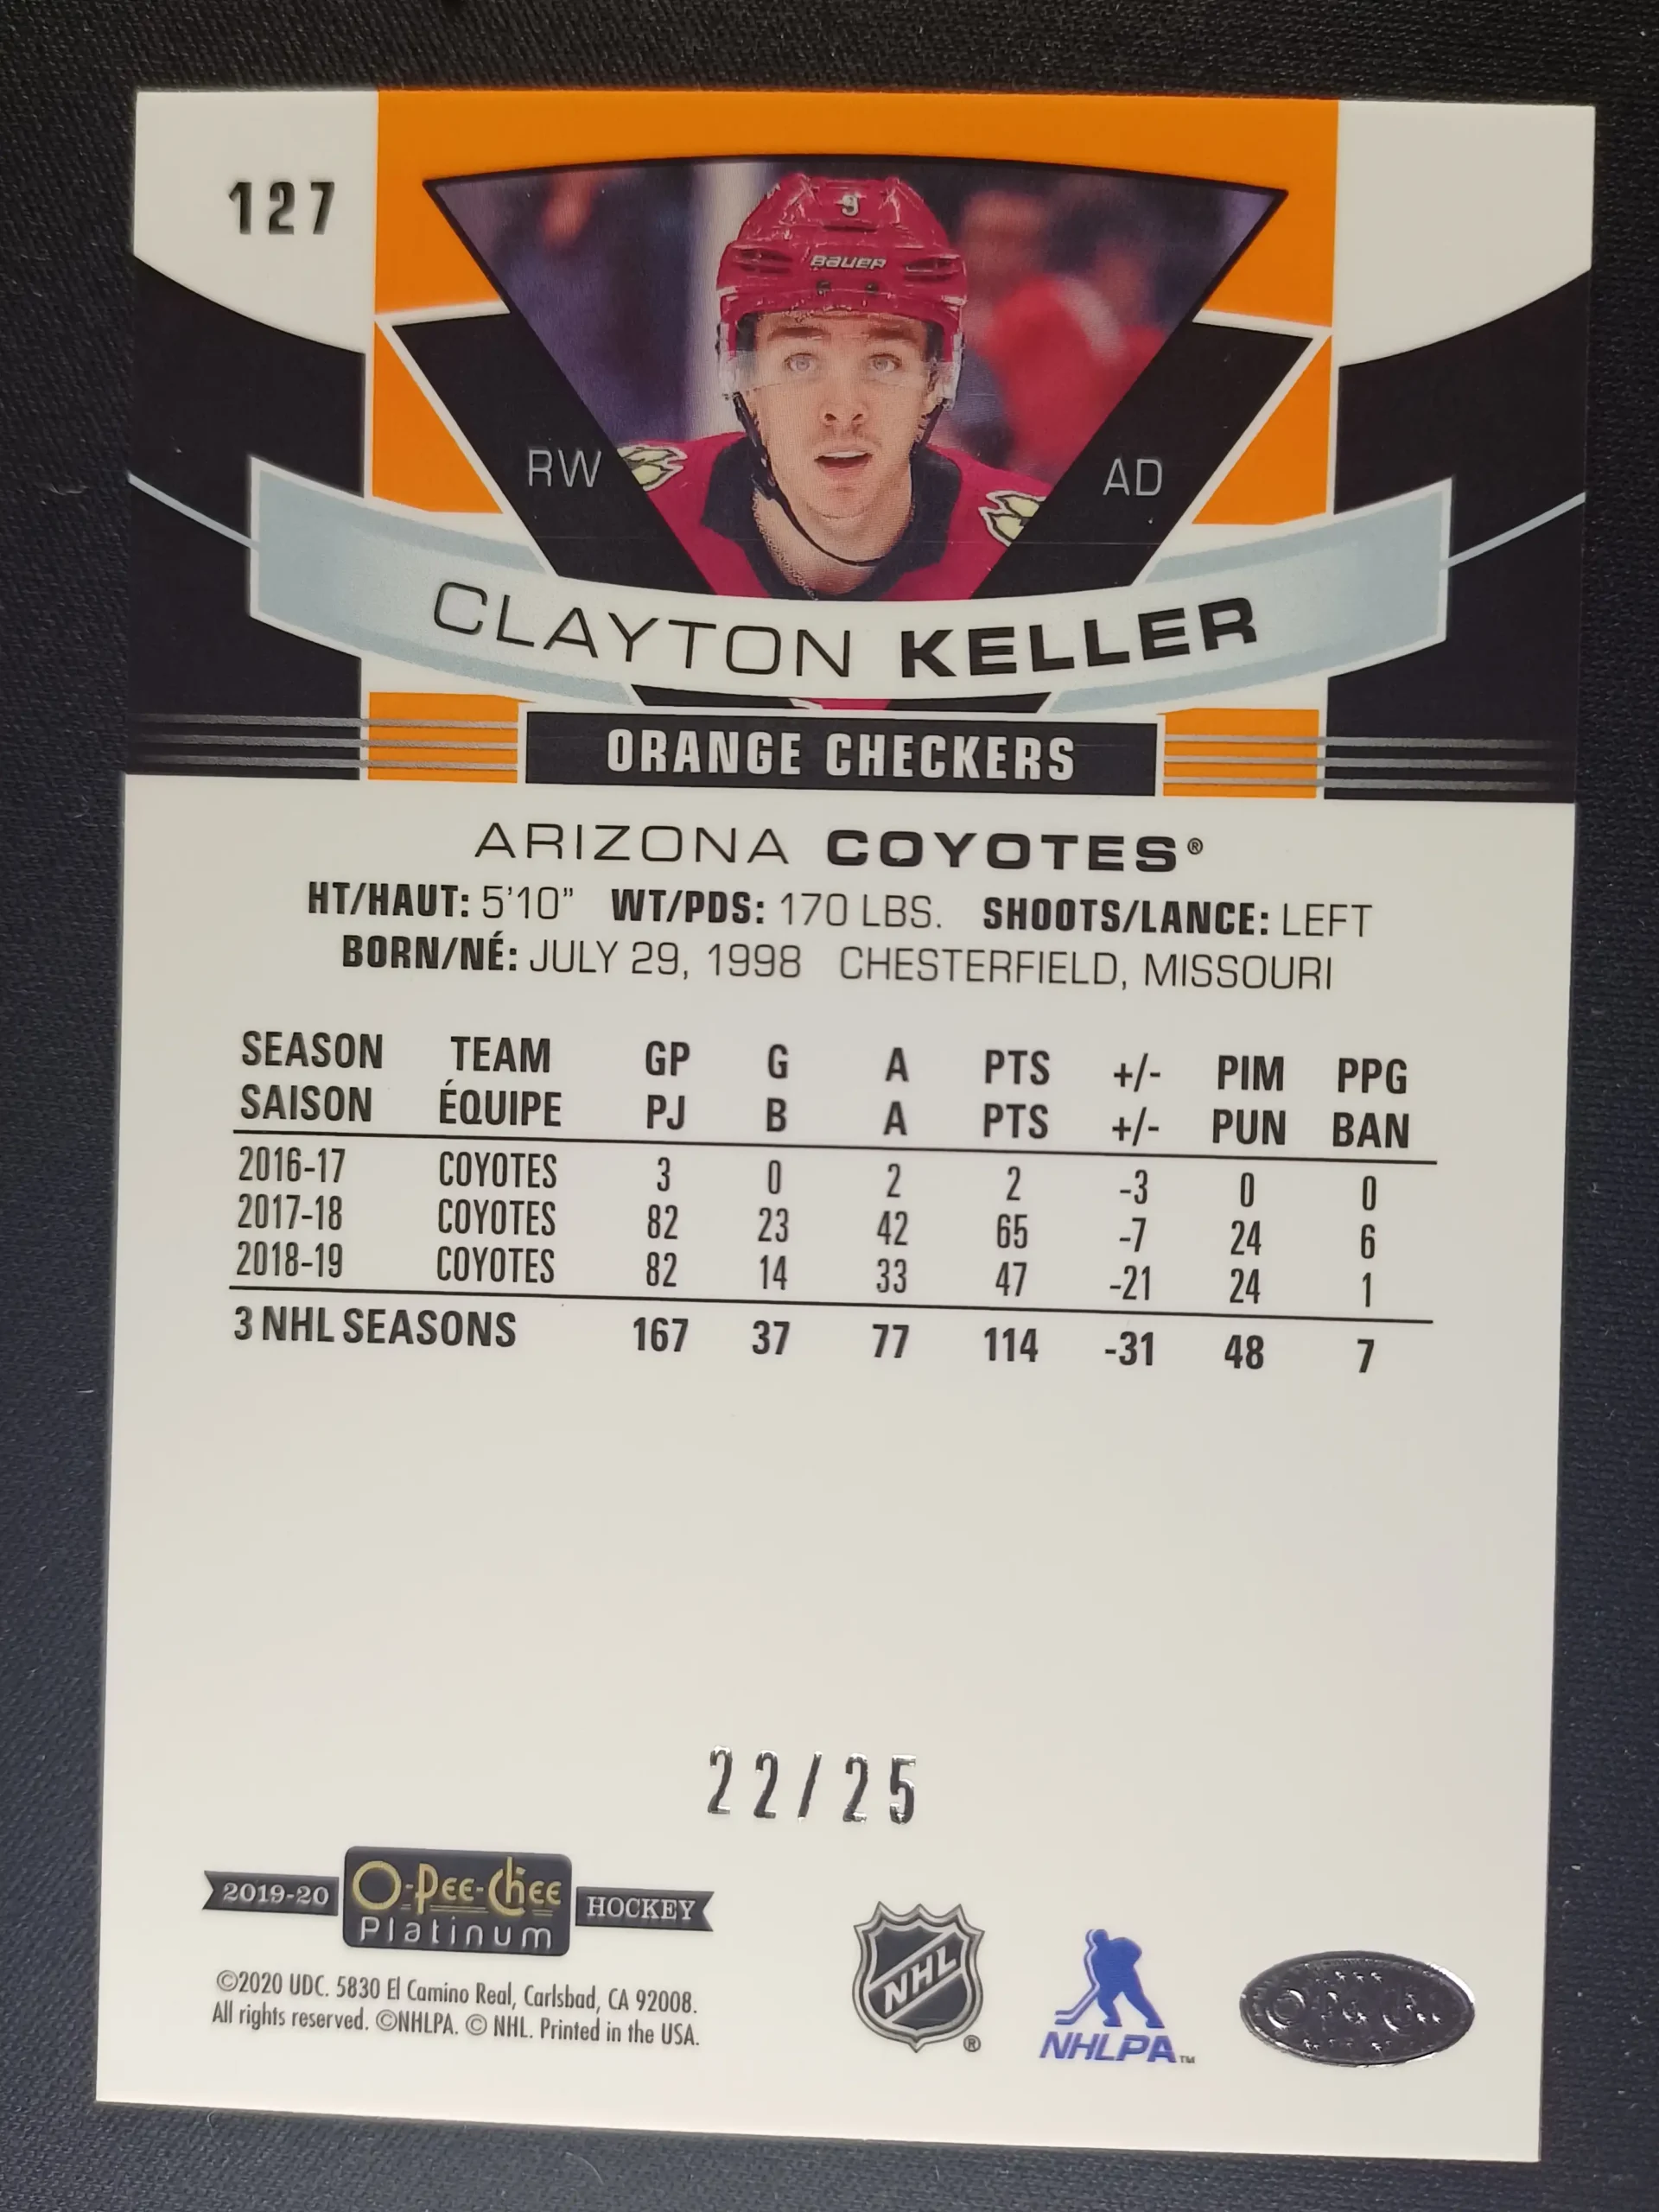 127
9
BAUER
RW
AD
CLAYTON KELLER
ORANGE CHECKERS
ARIZONA COYOTES®
HT/HAUT: 5'10" WT/PDS: 170 LBS. SHOOTS/LANCE: LEFT
BORN/NÉ: JULY 29, 1998 CHESTERFIELD, MISSOURI
SEASON TEAM GP G A PTS +/- PIM PPG
SAISON ÉQUIPE PJ B A PTS +/- PUN BAN
2016-17 COYOTES 3 0 2 2 -3 0 0
2017-18 COYOTES 82 23 42 65 -7 24 6
2018-19 COYOTES 82 14 33 47 -21 24 1
3 NHL SEASONS 167 37 77 114 -31 48 7
22/25
2019-20 O-Pee-Chee HOCKEY
Platinum
©2020 UDC. 5830 El Camino Real, Carlsbad, CA 92008.
All rights reserved. ©NHLPA. © NHL. Printed in the USA.
NHL ®
NHLPA™
O-Pee-Chee